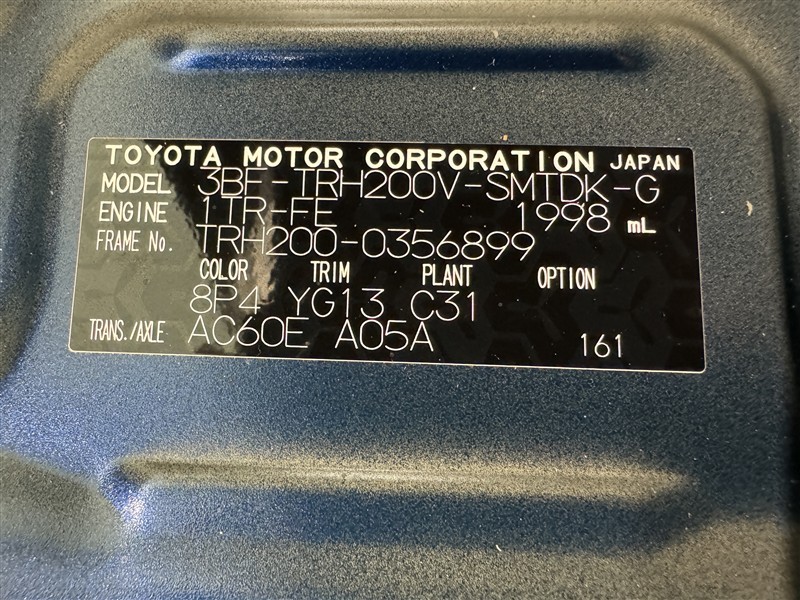 TOYOTA MOTOR CORPORATION JAPAN
MODEL 3BF-TRH200V-SMTDK-G
ENGINE 1TR-FE 1998 mL
FRAME No. TRH200-0356899
COLOR TRIM PLANT OPTION
8P4 YG13 C31
TRANS./AXLE AC60E A05A 161